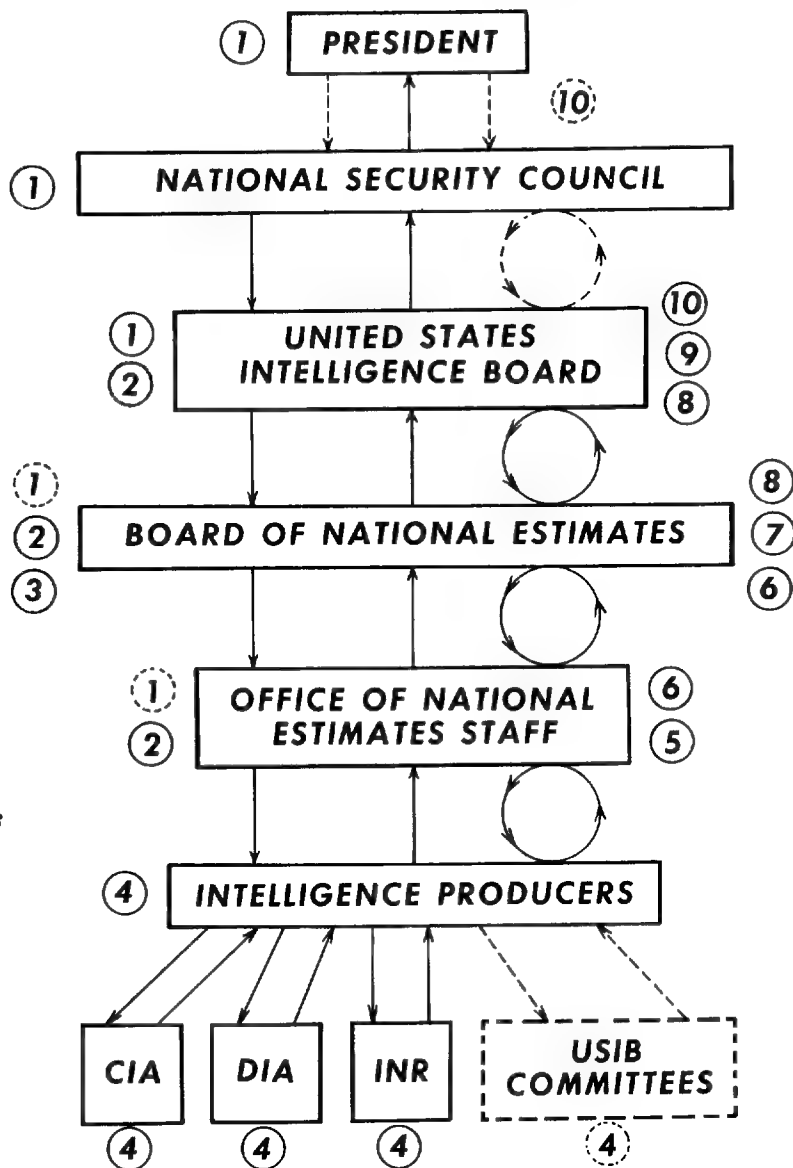 1 PRESIDENT
10
1 NATIONAL SECURITY COUNCIL
1 UNITED STATES 10
2 INTELLIGENCE BOARD 9
8
1 8
2 BOARD OF NATIONAL ESTIMATES 7
3 6
1 OFFICE OF NATIONAL 6
2 ESTIMATES STAFF 5
4 INTELLIGENCE PRODUCERS
CIA DIA INR USIB
COMMITTEES
4 4 4 4